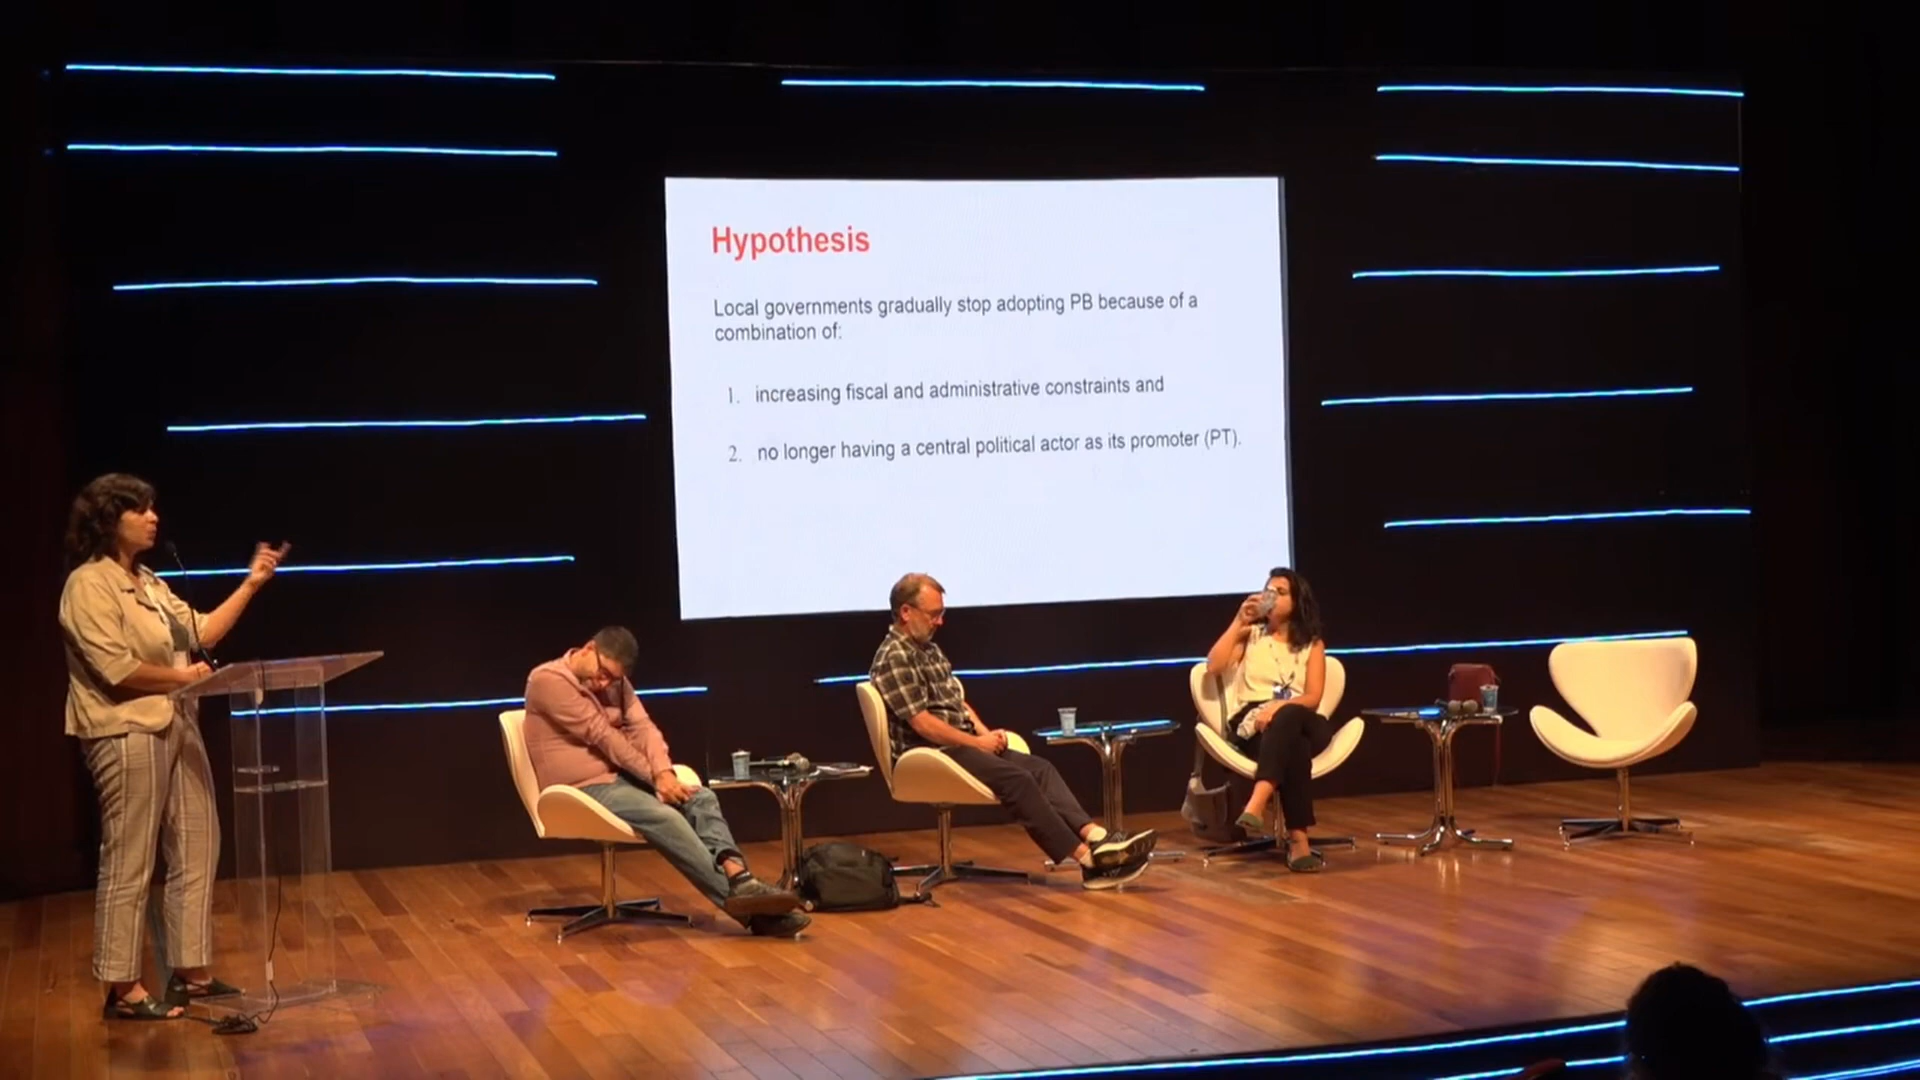 Hypothesis
Local governments gradually stop adopting PB because of a
combination of:
1. increasing fiscal and administrative constraints and
2. no longer having a central political actor as its promoter (PT).